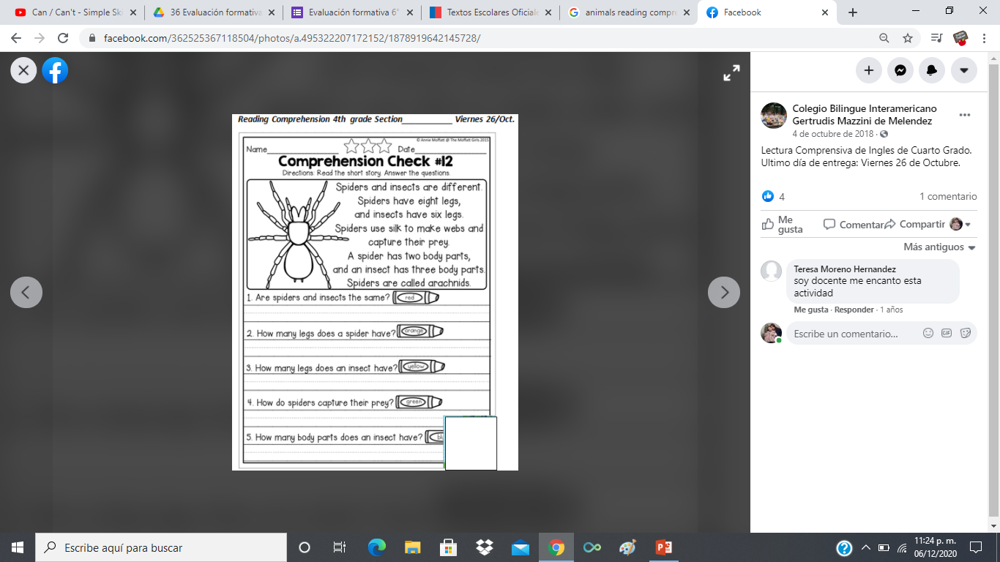 Can / Can't - Simple Ski
36 Evaluación formativa
Evaluación formativa 6°
Textos Escolares Oficiale
animals reading compre
Facebook
facebook.com/362525367118504/photos/a.495322207172152/1878919642145728/
Reading Comprehension 4th grade Section__________ Viernes 26/Oct.
© Annie Moffatt @ The Moffatt Girls 2015
Name_______________ Date_______________
Comprehension Check #12
Directions: Read the short story. Answer the questions.
Spiders and insects are different.
Spiders have eight legs,
and insects have six legs.
Spiders use silk to make webs and
capture their prey.
A spider has two body parts,
and an insect has three body parts.
Spiders are called arachnids.
1. Are spiders and insects the same? red
2. How many legs does a spider have? orange
3. How many legs does an insect have? yellow
4. How do spiders capture their prey? green
5. How many body parts does an insect have?
Colegio Bilingue Interamericano
Gertrudis Mazzini de Melendez
4 de octubre de 2018 ·
Lectura Comprensiva de Ingles de Cuarto Grado.
Ultimo día de entrega: Viernes 26 de Octubre.
4 1 comentario
Me gusta Comentar Compartir
Más antiguos
Teresa Moreno Hernandez
soy docente me encanto esta
actividad
Me gusta · Responder · 1 años
Escribe un comentario...
GIF
Escribe aquí para buscar
11:24 p. m.
06/12/2020